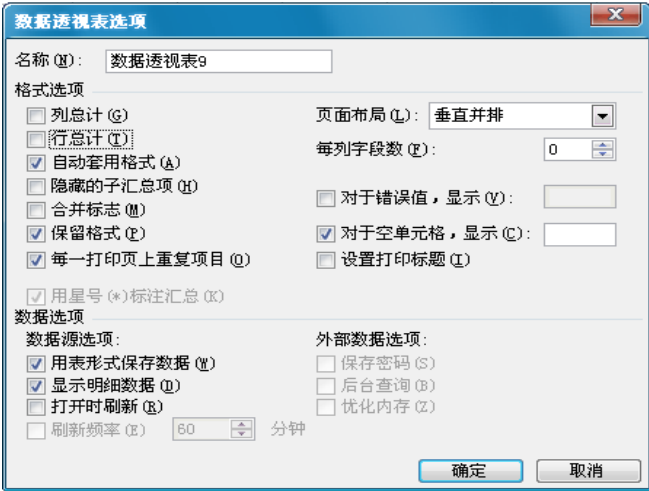 数据透视表选项
名称(N): 数据透视表9
格式选项
列总计(G) 页面布局(L): 垂直并排
行总计(T)
自动套用格式(A) 每列字段数(F): 0
隐藏的子汇总项(H)
对于错误值,显示(V):
合并标志(M)
保留格式(P) 对于空单元格,显示(C):
每一打印页上重复项目(O) 设置打印标题(I)
用星号(*)标注汇总(K)
数据选项
数据源选项: 外部数据选项:
用表形式保存数据(W) 保存密码(S)
显示明细数据(D) 后台查询(B)
打开时刷新(R) 优化内存(Z)
刷新频率(E) 60 分钟
确定 取消